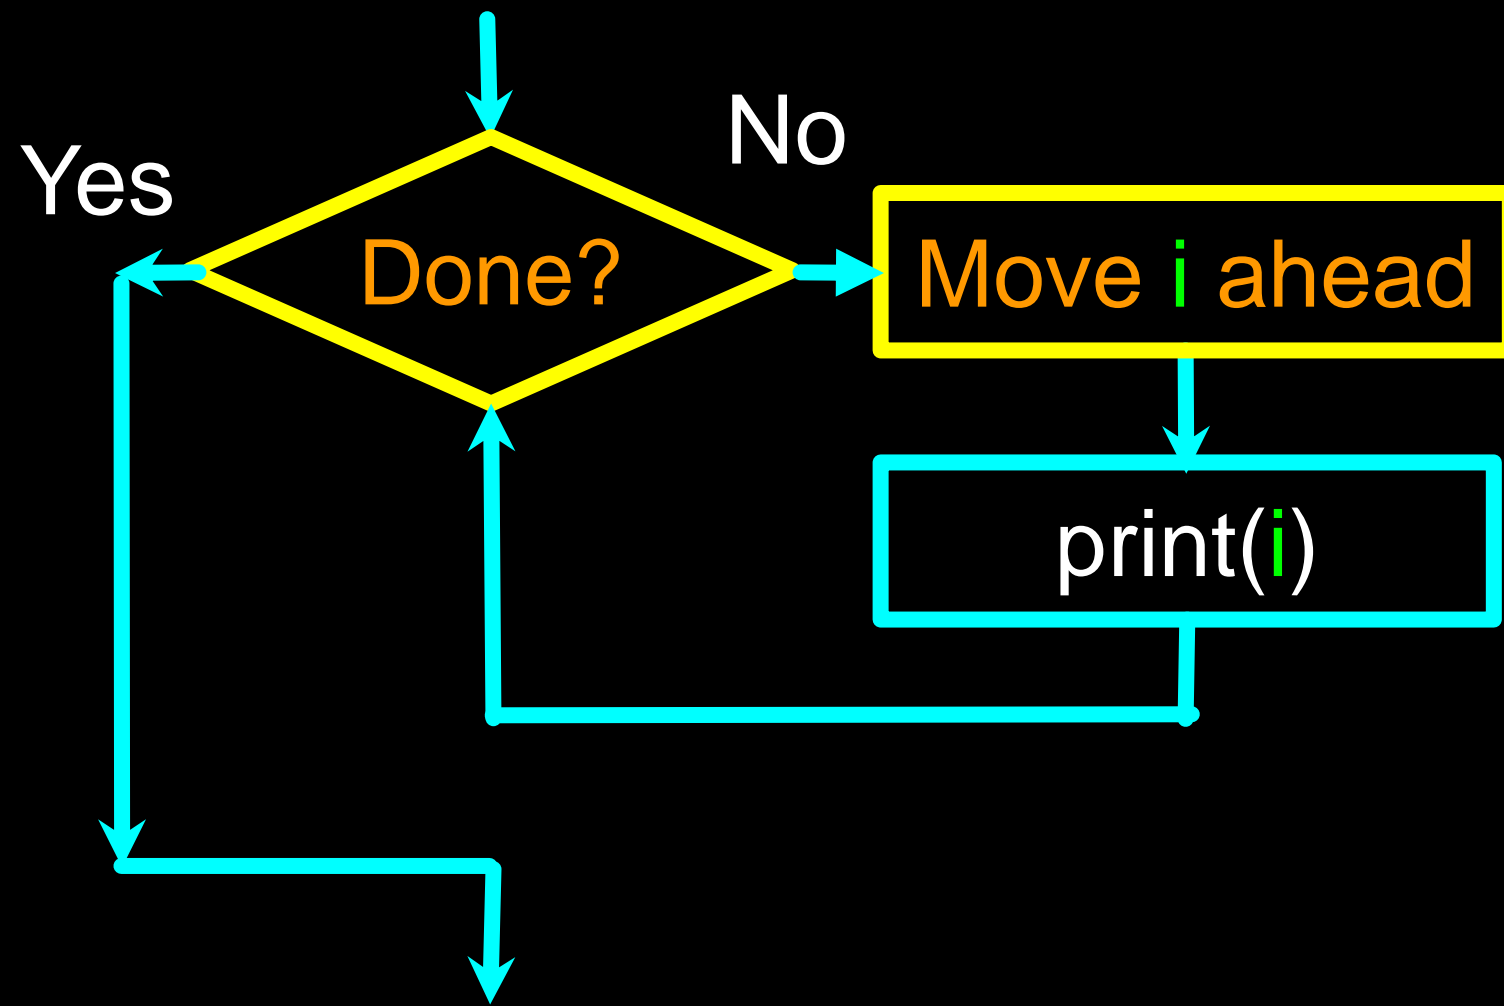 No
Yes
Done?
Move i ahead
print(i)